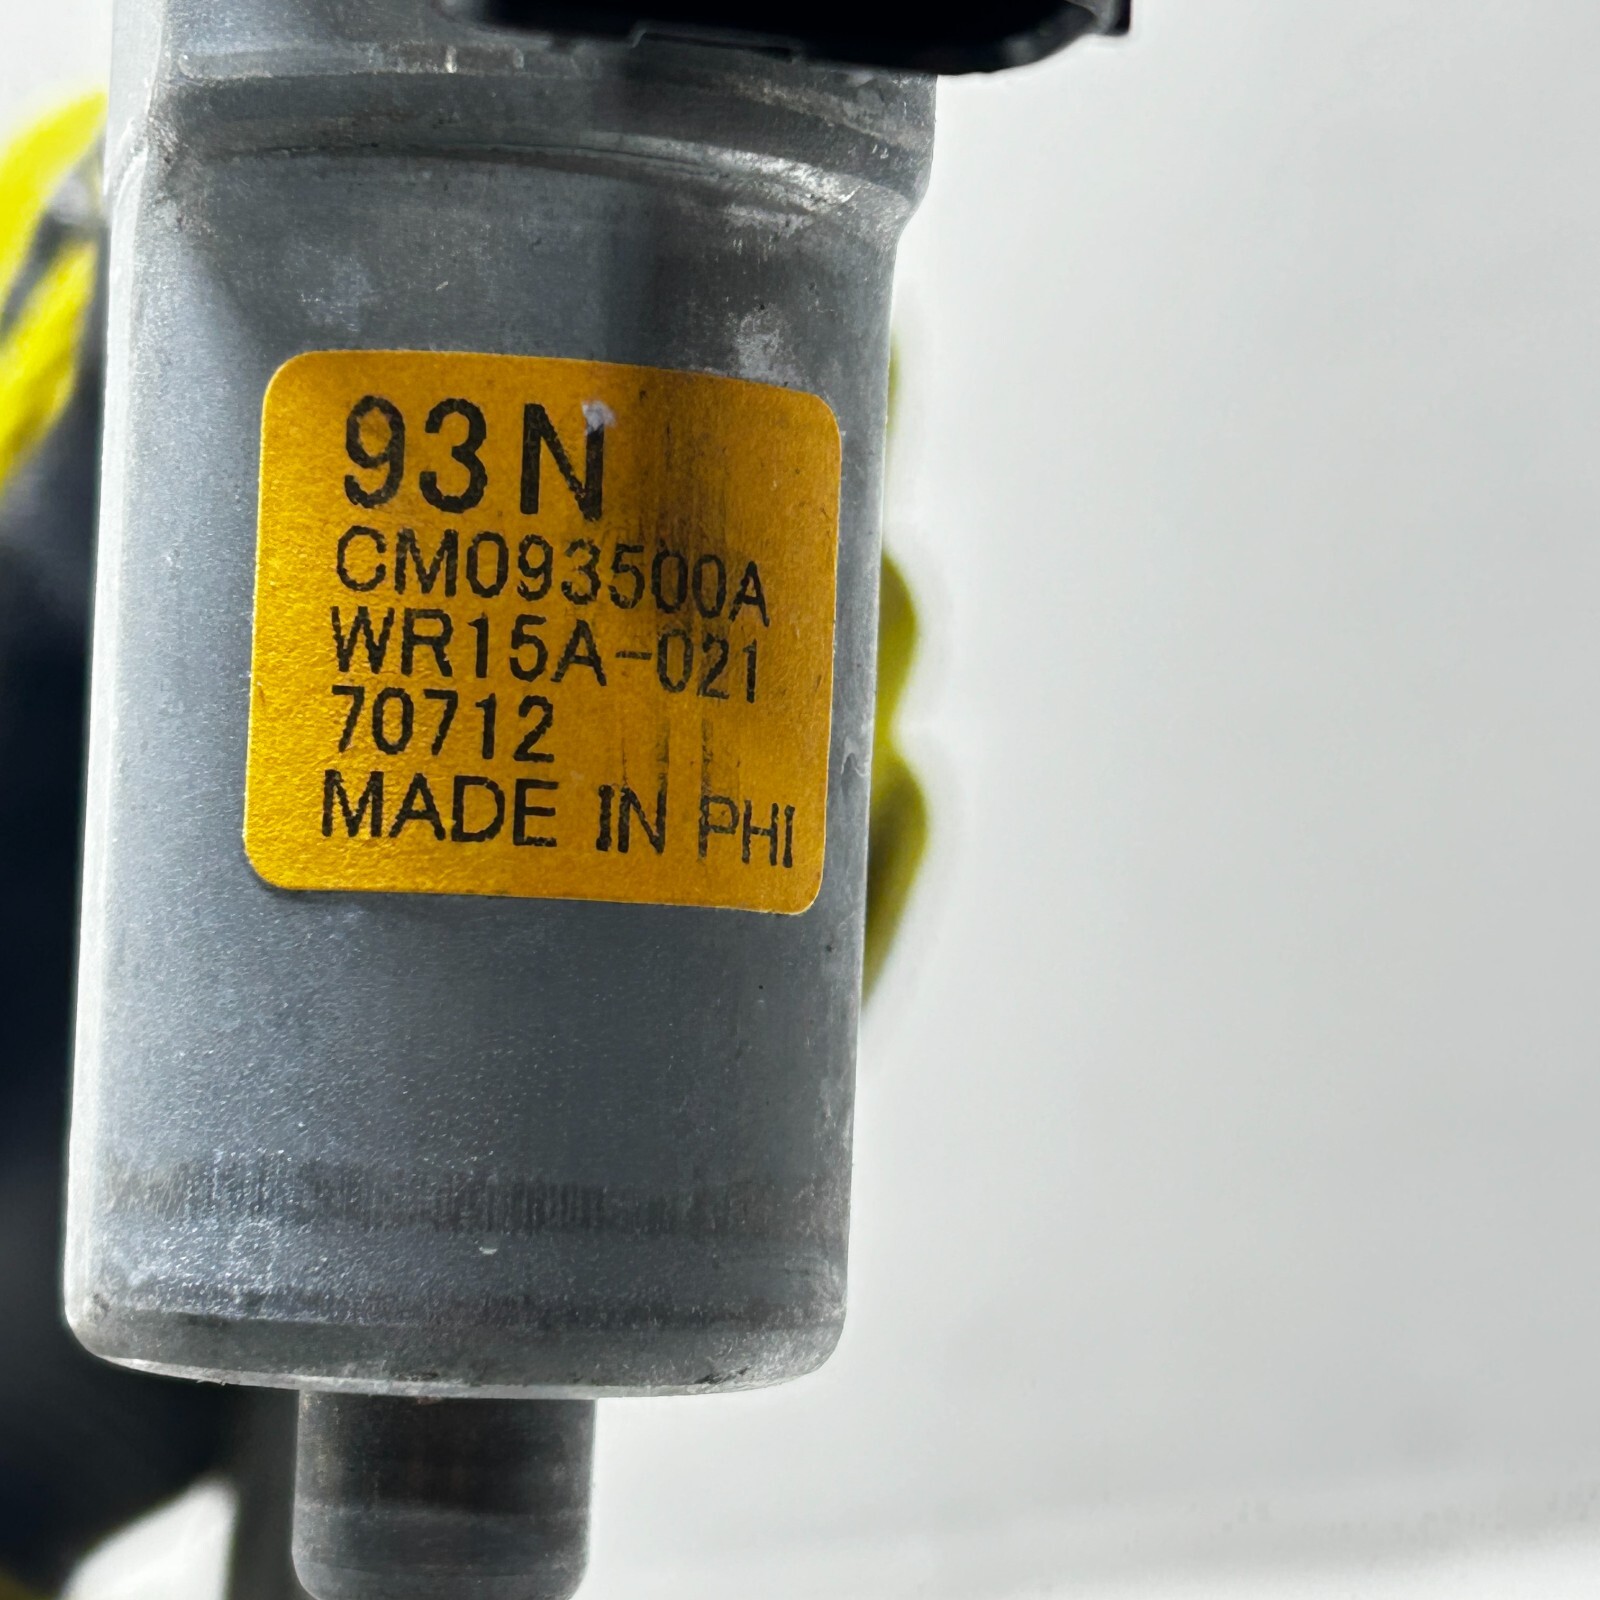 93N
CM093500A
WR15A-021
70712
MADE IN PHI